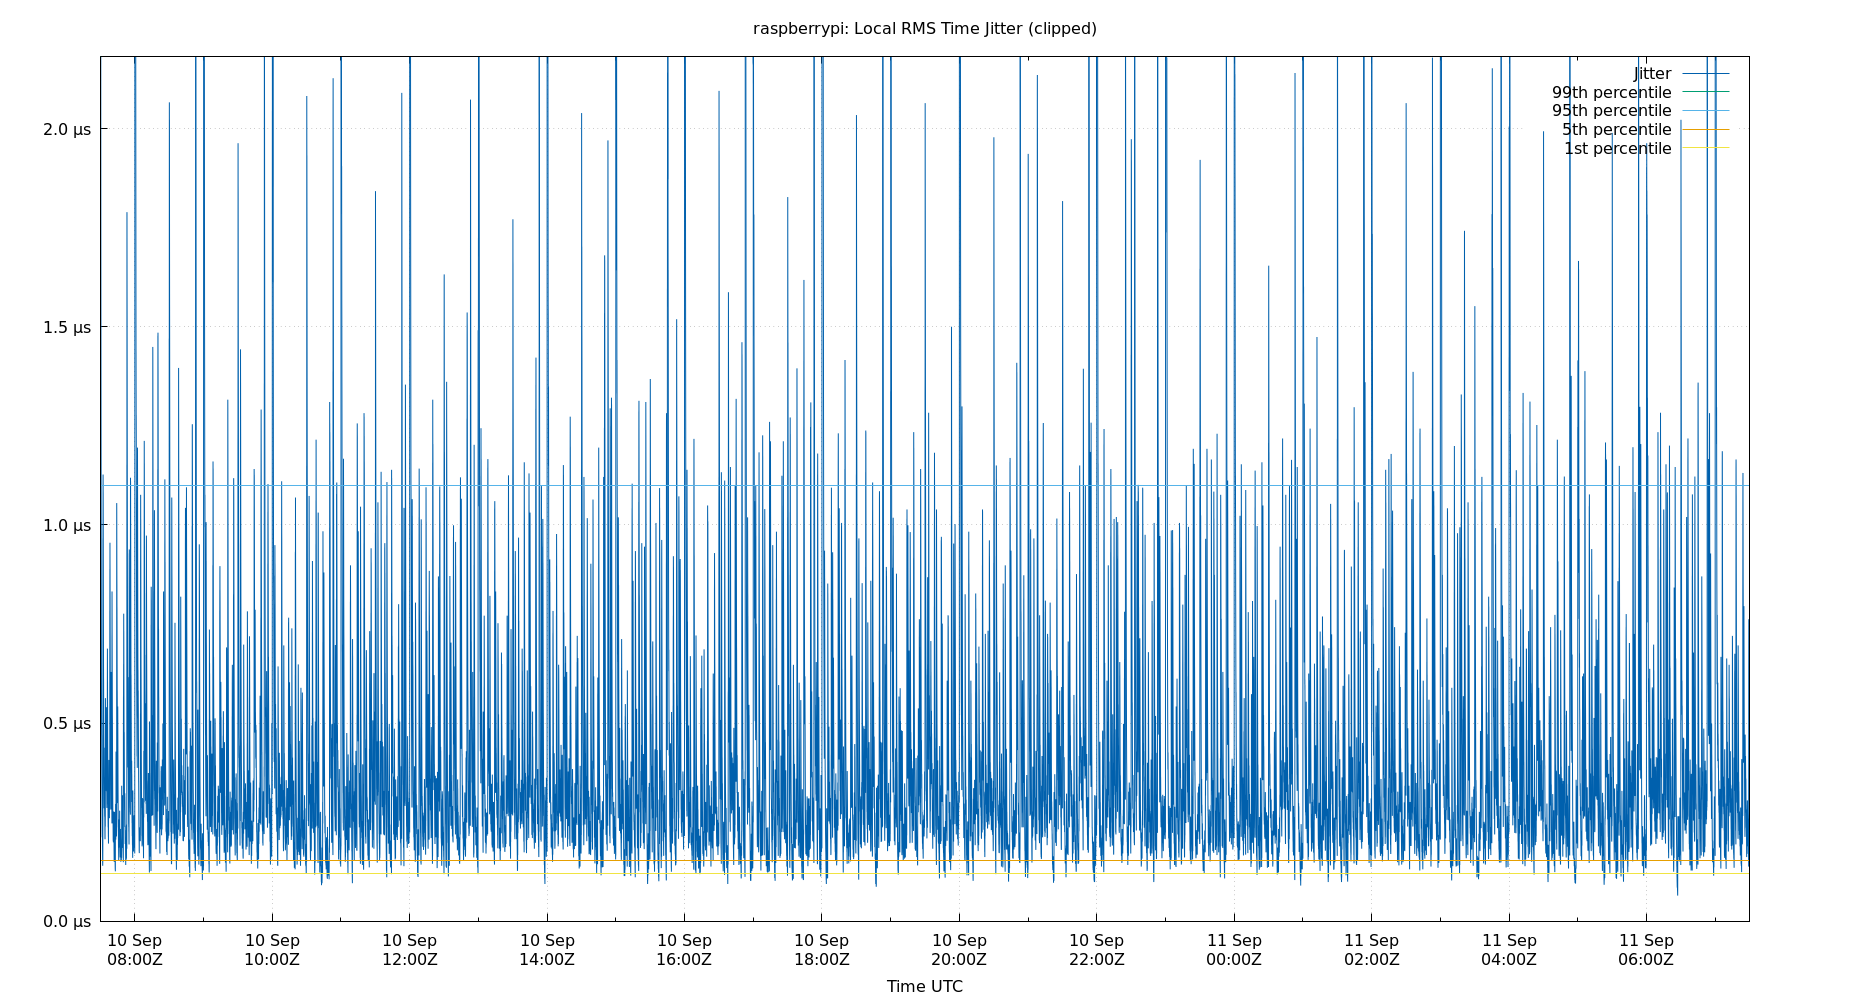 raspberrypi: Local RMS Time Jitter (clipped)
Jitter
99th percentile
95th percentile
5th percentile
1st percentile
2.0 µs
1.5 µs
1.0 µs
0.5 µs
0.0 µs
10 Sep 10 Sep 10 Sep 10 Sep 10 Sep 10 Sep 10 Sep 10 Sep 11 Sep 11 Sep 11 Sep 11 Sep
08:00Z 10:00Z 12:00Z 14:00Z 16:00Z 18:00Z 20:00Z 22:00Z 00:00Z 02:00Z 04:00Z 06:00Z
Time UTC